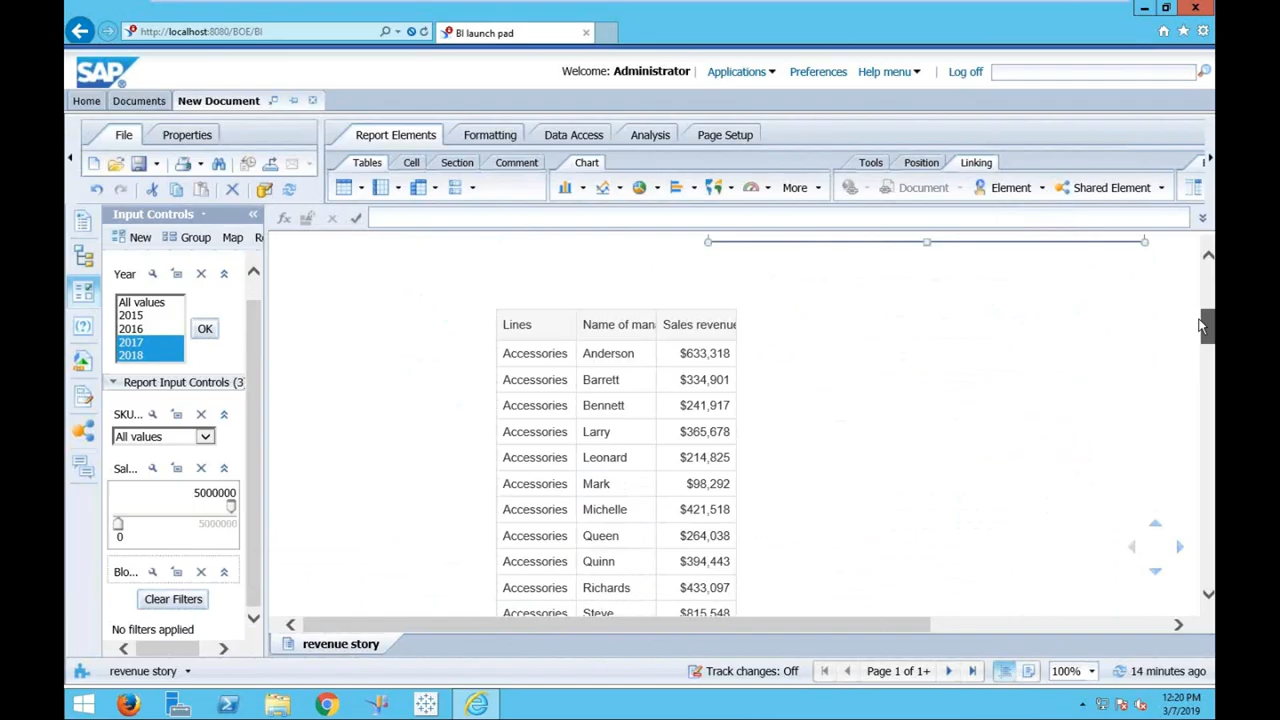 http://localhost:8080/BOE/BI
BI launch pad
SAP
Welcome: Administrator
Applications
Preferences
Help menu
Log off
Home
Documents
New Document
File
Properties
Report Elements
Formatting
Data Access
Analysis
Page Setup
Tables
Cell
Section
Comment
Chart
Tools
Position
Linking
More
Document
Element
Shared Element
Input Controls
New
Group
Map
Year
All values
2015
2016
2017
2018
OK
Report Input Controls (3
SKU...
All values
Sal...
5000000
5000000
0
Blo...
Clear Filters
No filters applied
Lines Name of man Sales revenue
Accessories Anderson $633,318
Accessories Barrett $334,901
Accessories Bennett $241,917
Accessories Larry $365,678
Accessories Leonard $214,825
Accessories Mark $98,292
Accessories Michelle $421,518
Accessories Queen $264,038
Accessories Quinn $394,443
Accessories Richards $433,097
Accessories Steve $815,548
revenue story
revenue story
Track changes: Off
Page 1 of 1+
100%
14 minutes ago
12:20 PM
3/7/2019